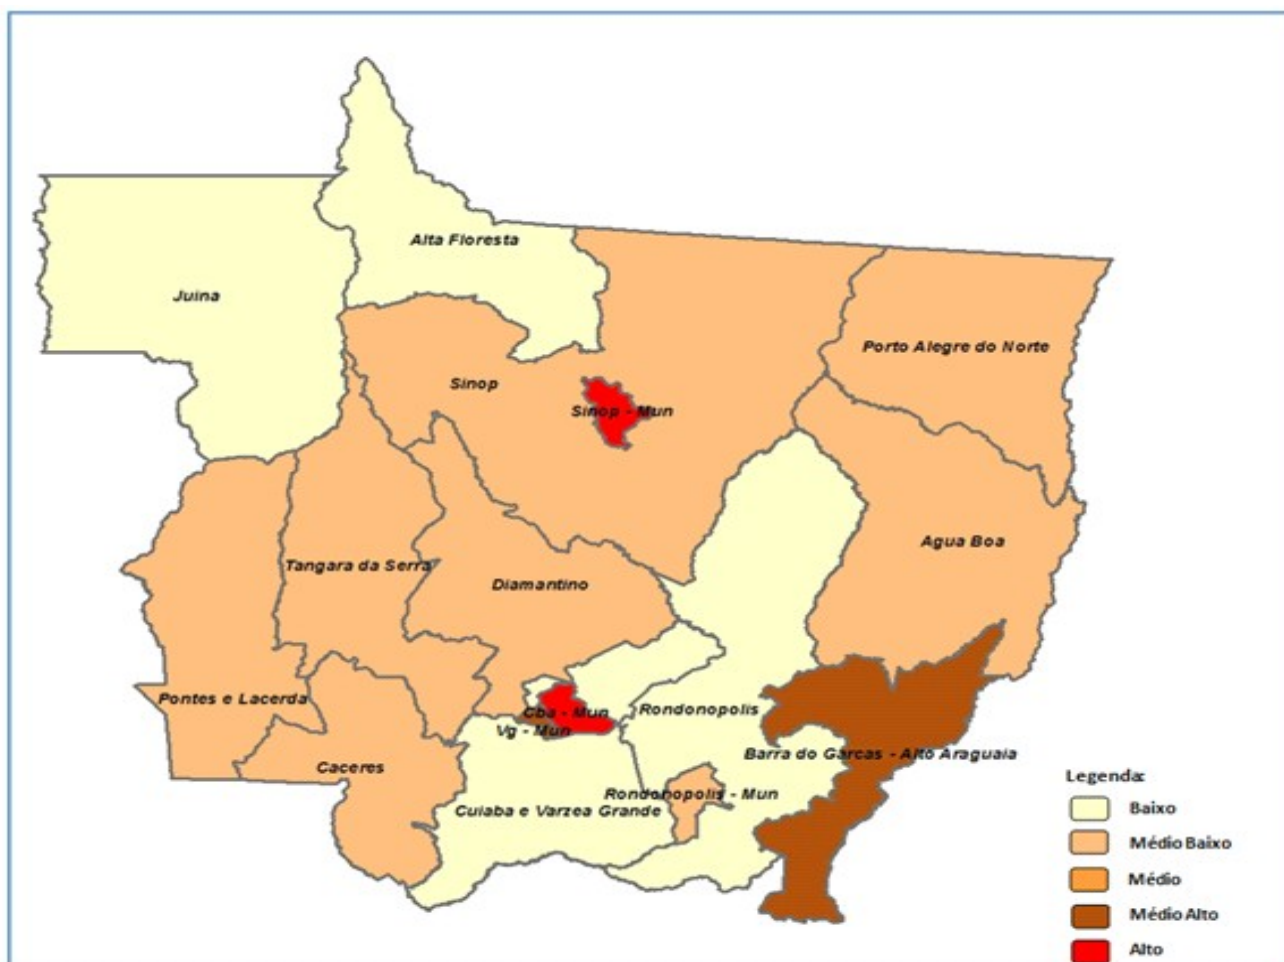 Alta Floresta
Juina
Porto Alegre do Norte
Sinop
Sinop - Mun
Agua Boa
Tangara da Serra
Diamantino
Pontes e Lacerda
Rondonopolis
Cba - Mun
Vg - Mun
Barra do Garcas - Alto Araguaia
Caceres
Rondonopolis - Mun
Cuiaba e Varzea Grande
Legenda:
Baixo
Médio Baixo
Médio
Médio Alto
Alto